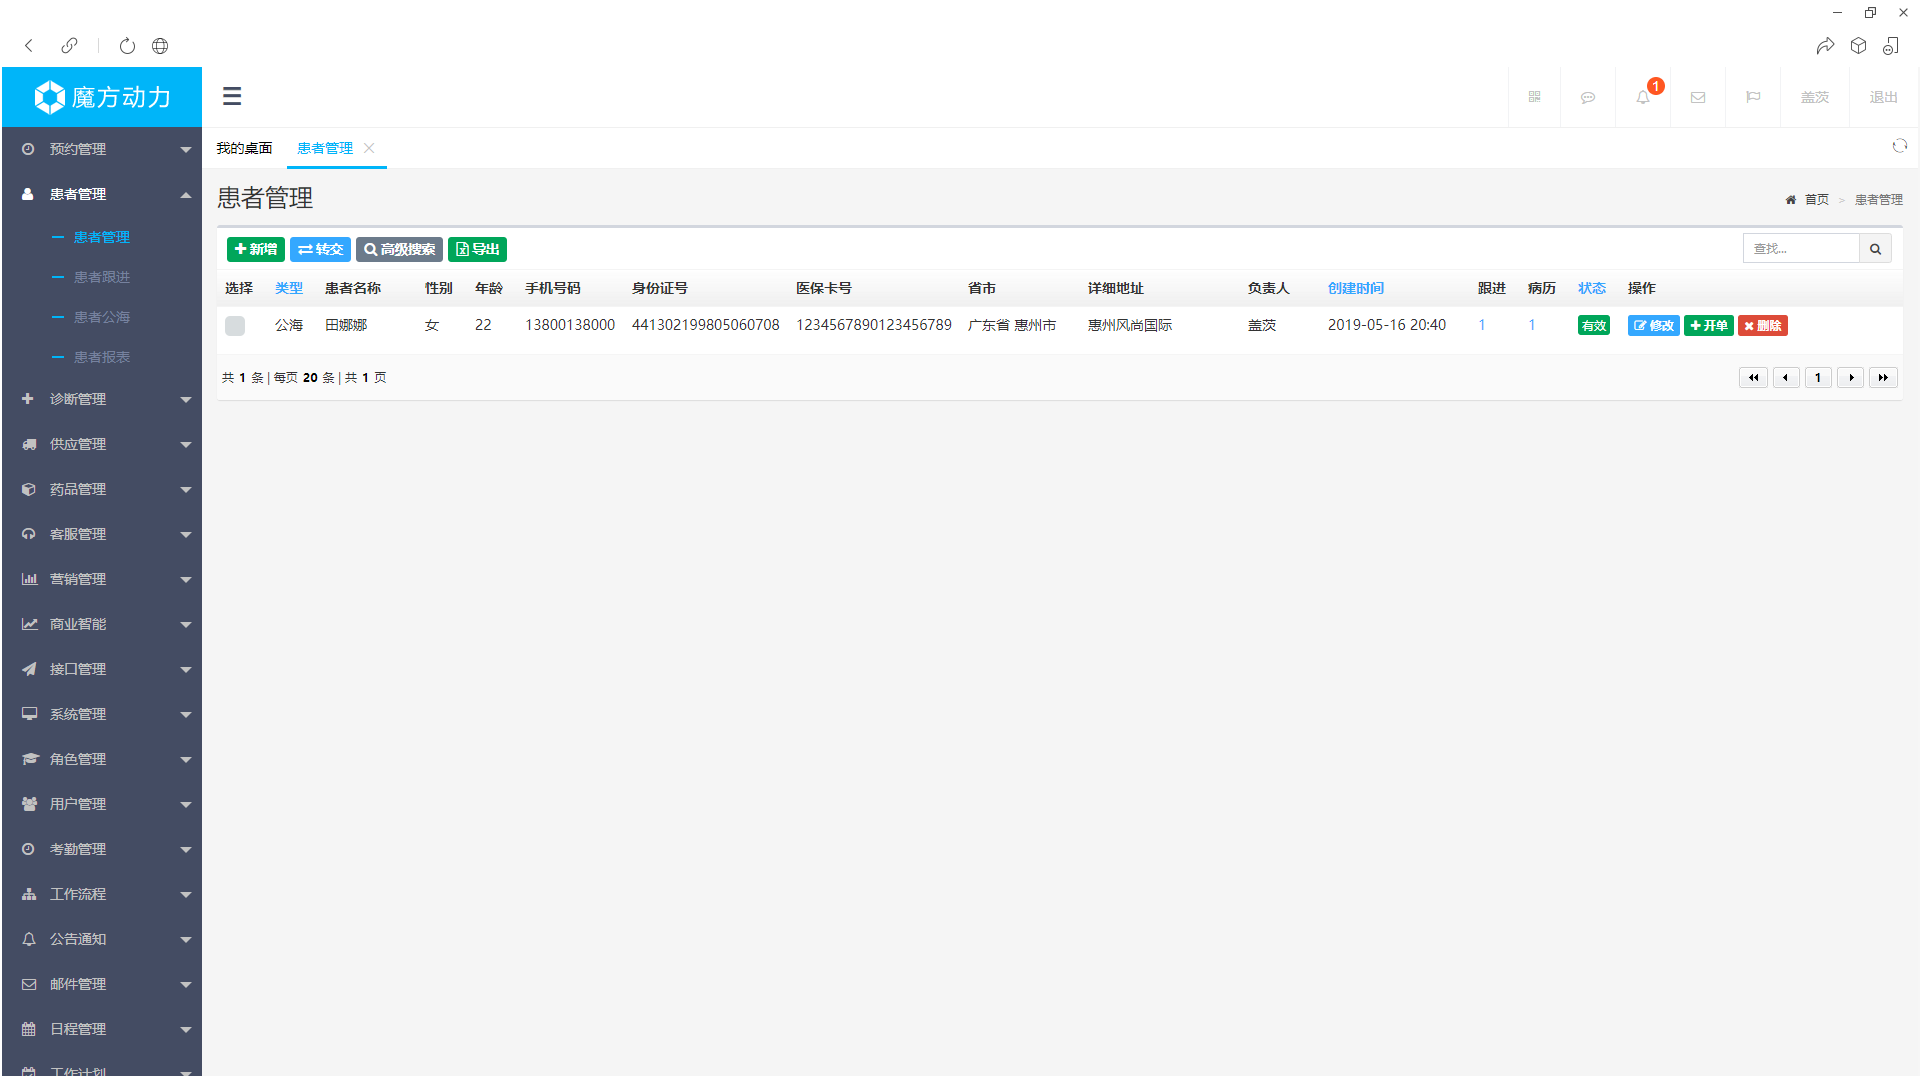 魔方动力
1
盖茨
退出
预约管理
患者管理
患者管理
患者跟进
患者公海
患者报表
诊断管理
供应管理
药品管理
客服管理
营销管理
商业智能
接口管理
系统管理
角色管理
用户管理
考勤管理
工作流程
公告通知
邮件管理
日程管理
工作计划
我的桌面 患者管理
患者管理
首页 > 患者管理
新增 转交 高级搜索 导出
查找...
选择 类型 患者名称 性别 年龄 手机号码 身份证号 医保卡号 省市 详细地址 负责人 创建时间 跟进 病历 状态 操作
公海 田娜娜 女 22 13800138000 441302199805060708 1234567890123456789 广东省 惠州市 惠州风尚国际 盖茨 2019-05-16 20:40 1 1 有效 修改 开单 删除
共 1 条 | 每页 20 条 | 共 1 页
1